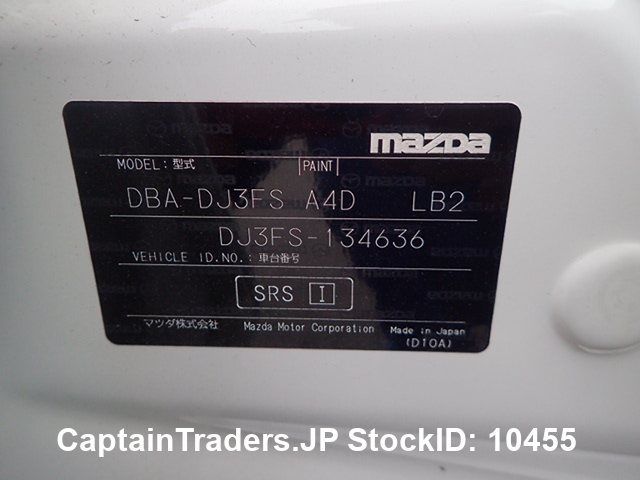 mazda
MODEL: 型式 PAINT
DBA-DJ3FS A4D LB2
DJ3FS-134636
VEHICLE ID.NO.: 車台番号
SRS I
マツダ株式会社 Mazda Motor Corporation Made in Japan
(D10A)
CaptainTraders.JP StockID: 10455